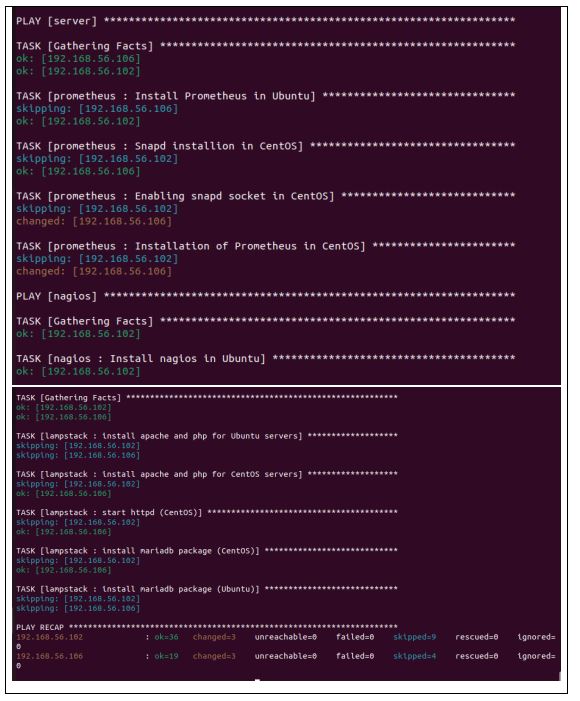 PLAY [server] ******************************************************************
TASK [Gathering Facts] *********************************************************
ok: [192.168.56.106]
ok: [192.168.56.102]
TASK [prometheus : Install Prometheus in Ubuntu] *******************************
skipping: [192.168.56.106]
ok: [192.168.56.102]
TASK [prometheus : Snapd installion in CentOS] *********************************
skipping: [192.168.56.102]
ok: [192.168.56.106]
TASK [prometheus : Enabling snapd socket in CentOS] ****************************
skipping: [192.168.56.102]
changed: [192.168.56.106]
TASK [prometheus : Installation of Prometheus in CentOS] ***********************
skipping: [192.168.56.102]
changed: [192.168.56.106]
PLAY [nagios] ******************************************************************
TASK [Gathering Facts] *********************************************************
ok: [192.168.56.102]
TASK [nagios : Install nagios in Ubuntu] ***************************************
ok: [192.168.56.102]
TASK [Gathering Facts] *********************************************************
ok: [192.168.56.102]
ok: [192.168.56.106]
TASK [lampstack : install apache and php for Ubuntu servers] *******************
skipping: [192.168.56.102]
skipping: [192.168.56.106]
TASK [lampstack : install apache and php for CentOS servers] *******************
skipping: [192.168.56.102]
ok: [192.168.56.106]
TASK [lampstack : start httpd (CentOS)] ****************************************
skipping: [192.168.56.102]
ok: [192.168.56.106]
TASK [lampstack : install mariadb package (CentOS)] ****************************
skipping: [192.168.56.102]
ok: [192.168.56.106]
TASK [lampstack : install mariadb package (Ubuntu)] ****************************
skipping: [192.168.56.102]
skipping: [192.168.56.106]
PLAY RECAP *********************************************************************
192.168.56.102 : ok=36 changed=3 unreachable=0 failed=0 skipped=9 rescued=0 ignored=
0
192.168.56.106 : ok=19 changed=3 unreachable=0 failed=0 skipped=4 rescued=0 ignored=
0